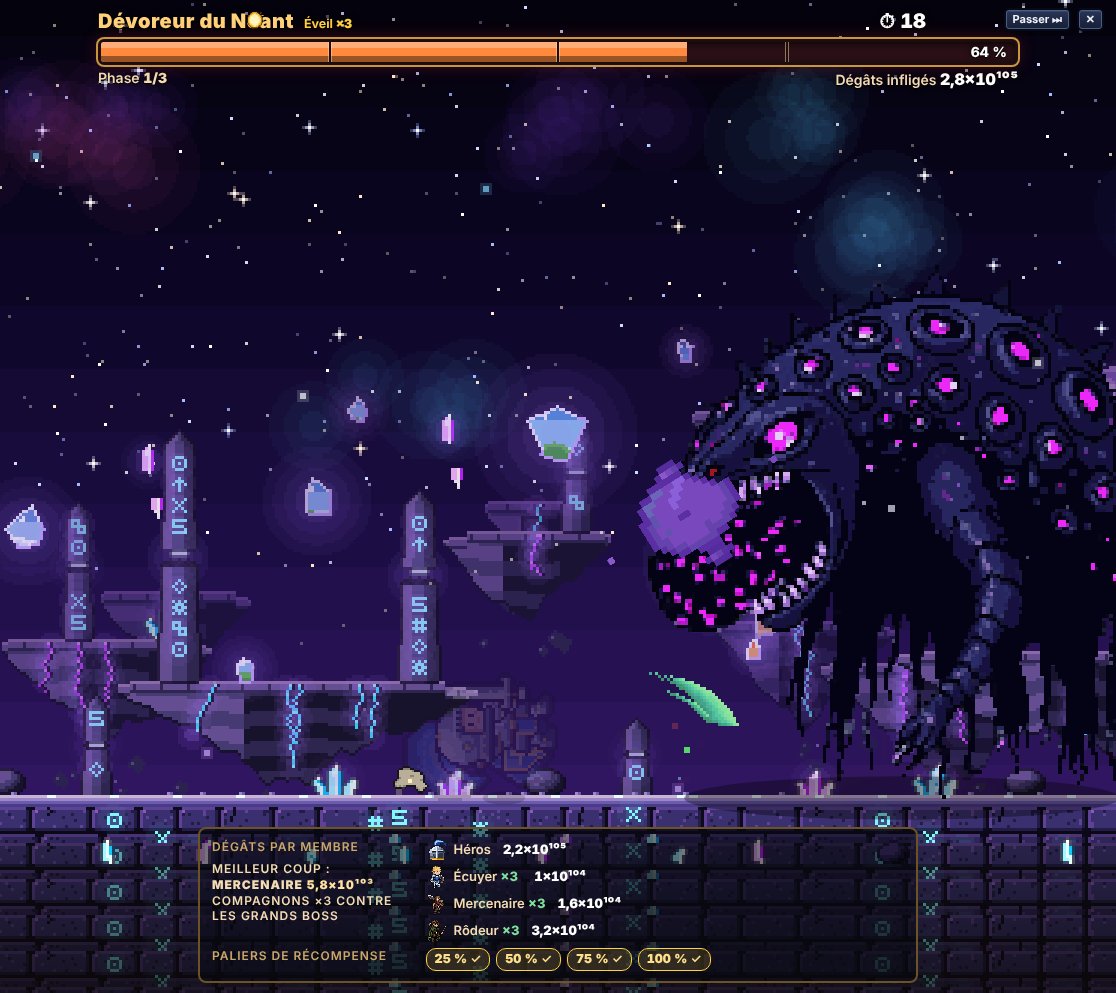 Dévoreur du Néant Éveil ×3
⏱ 18
Passer ⏭ ✕
64 %
Phase 1/3
Dégâts infligés 2,8×10¹⁰⁵
DÉGÂTS PAR MEMBRE
MEILLEUR COUP :
MERCENAIRE 5,8×10¹⁰³
COMPAGNONS ×3 CONTRE
LES GRANDS BOSS
Héros 2,2×10¹⁰⁵
Écuyer ×3 1×10¹⁰⁴
Mercenaire ×3 1,6×10¹⁰⁴
Rôdeur ×3 3,2×10¹⁰⁴
PALIERS DE RÉCOMPENSE
25 % ✓ 50 % ✓ 75 % ✓ 100 % ✓